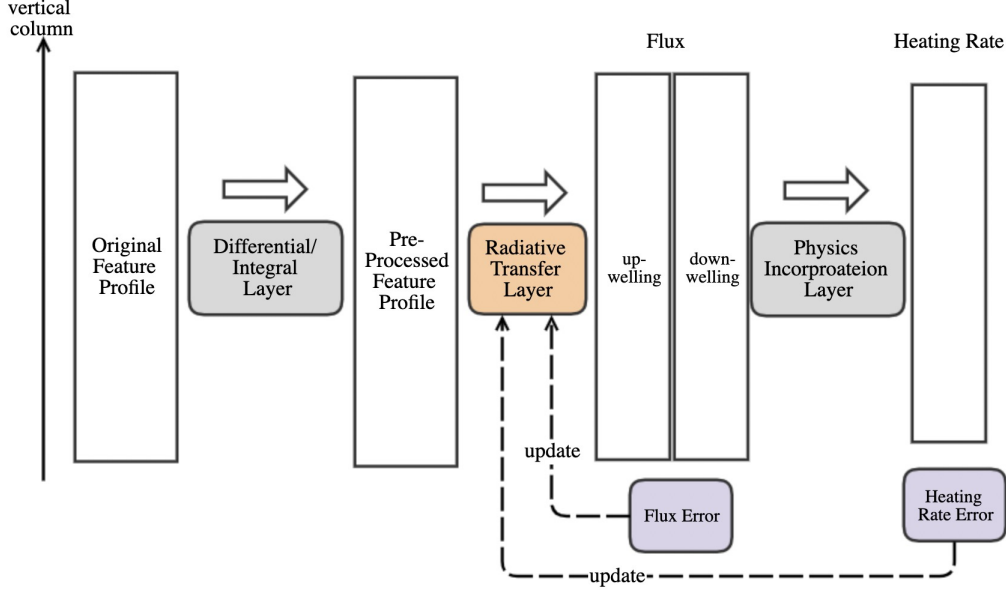 vertical
column
Flux
Heating Rate
Original
Feature
Profile
Differential/
Integral
Layer
Pre-
Processed
Feature
Profile
Radiative
Transfer
Layer
up-
welling
down-
welling
Physics
Incorproateion
Layer
update
Flux Error
Heating
Rate Error
update